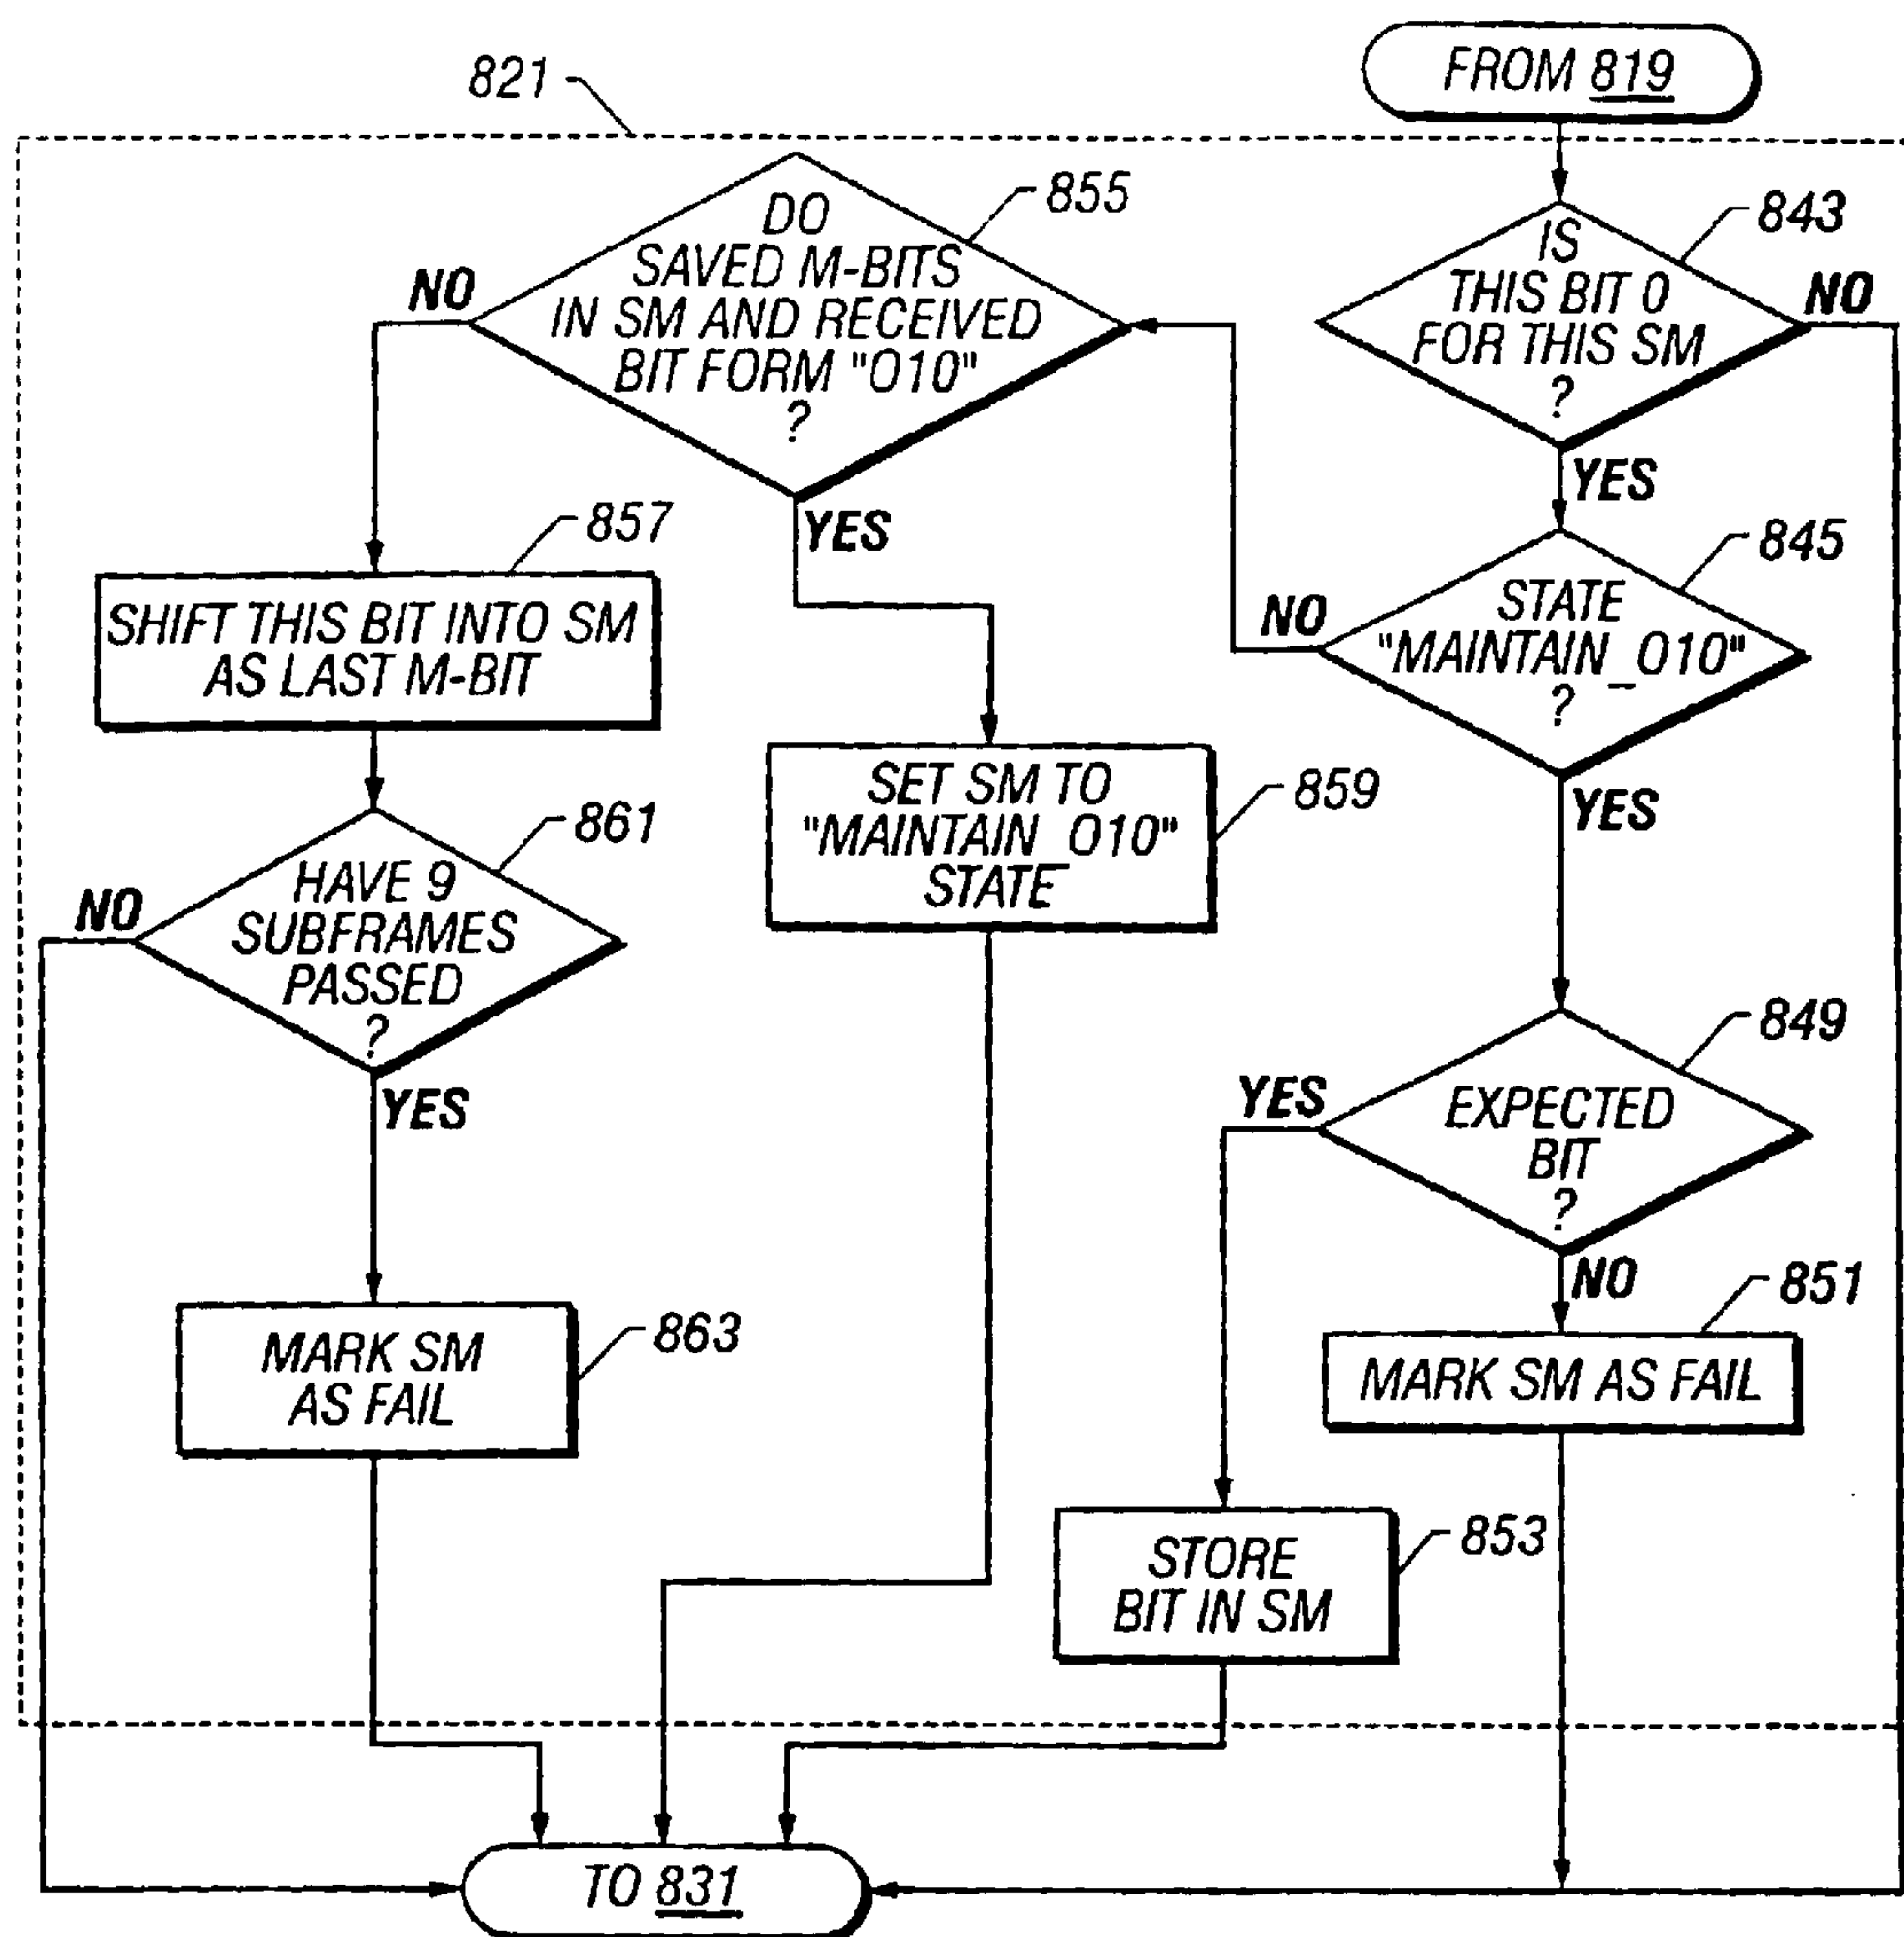 FROM 819
821
855
DO
SAVED M-BITS
IN SM AND RECEIVED
BIT FORM "010"
?
NO
YES
843
IS
THIS BIT 0
FOR THIS SM
?
NO
YES
845
STATE
"MAINTAIN_010"
?
NO
YES
857
SHIFT THIS BIT INTO SM
AS LAST M-BIT
859
SET SM TO
"MAINTAIN_010"
STATE
861
HAVE 9
SUBFRAMES
PASSED
?
NO
YES
849
EXPECTED
BIT
?
YES
NO
863
MARK SM
AS FAIL
851
MARK SM AS FAIL
853
STORE
BIT IN SM
TO 831